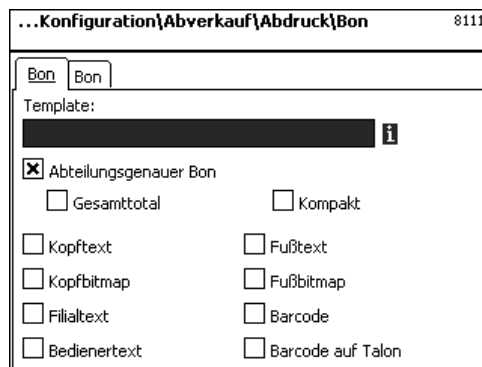 ...Konfiguration\Abverkauf\Abdruck\Bon 8111
Bon Bon
Template:
i
Abteilungsgenauer Bon
Gesamttotal Kompakt
Kopftext Fußtext
Kopfbitmap Fußbitmap
Filialtext Barcode
Bedienertext Barcode auf Talon